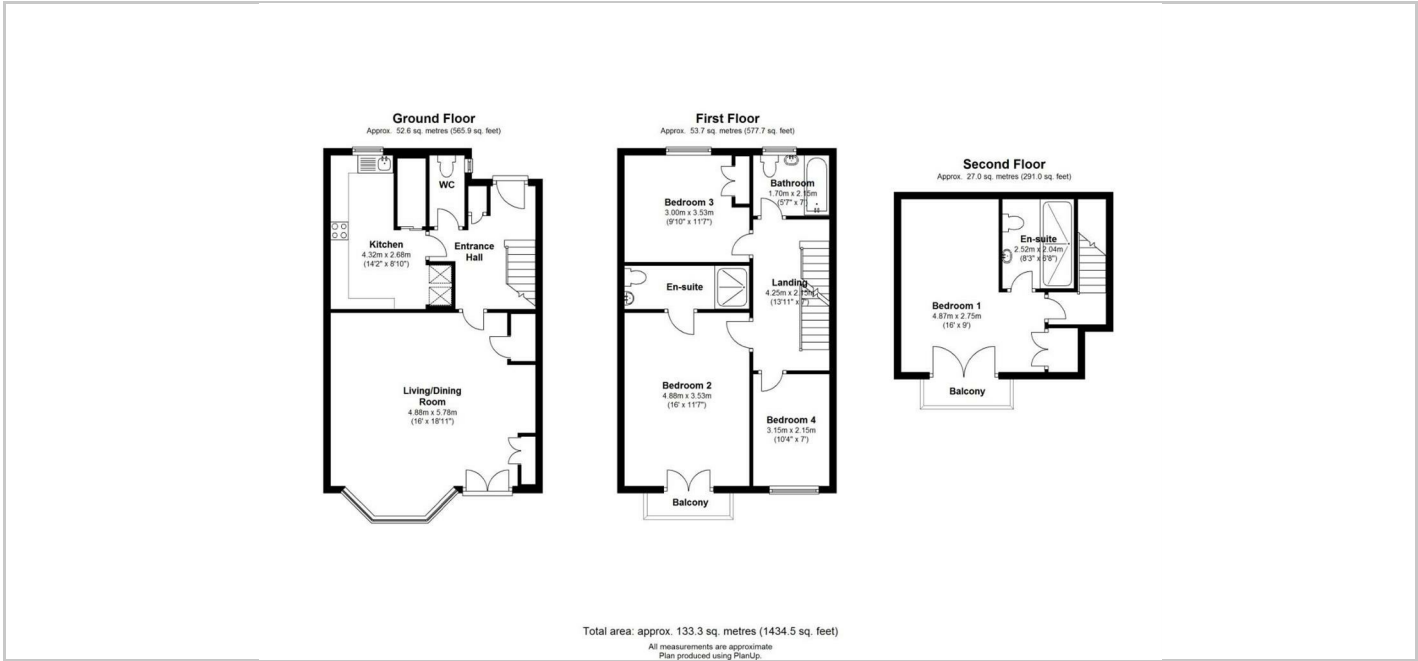 Ground Floor
Approx. 52.6 sq. metres (565.9 sq. feet)
WC
Kitchen
4.32m x 2.68m
(14'2" x 8'10")
Entrance
Hall
Living/Dining
Room
4.88m x 5.78m
(16' x 18'11")
First Floor
Approx. 53.7 sq. metres (577.7 sq. feet)
Bedroom 3
3.00m x 3.53m
(9'10" x 11'7")
Bathroom
1.70m x 2.15m
(5'7" x 7')
En-suite
Landing
4.25m x 2.15m
(13'11" x 7')
Bedroom 2
4.88m x 3.53m
(16' x 11'7")
Bedroom 4
3.15m x 2.15m
(10'4" x 7')
Balcony
Second Floor
Approx. 27.0 sq. metres (291.0 sq. feet)
En-suite
2.52m x 2.04m
(8'3" x 6'8")
Bedroom 1
4.87m x 2.75m
(16' x 9')
Balcony
Total area: approx. 133.3 sq. metres (1434.5 sq. feet)
All measurements are approximate
Plan produced using PlanUp.